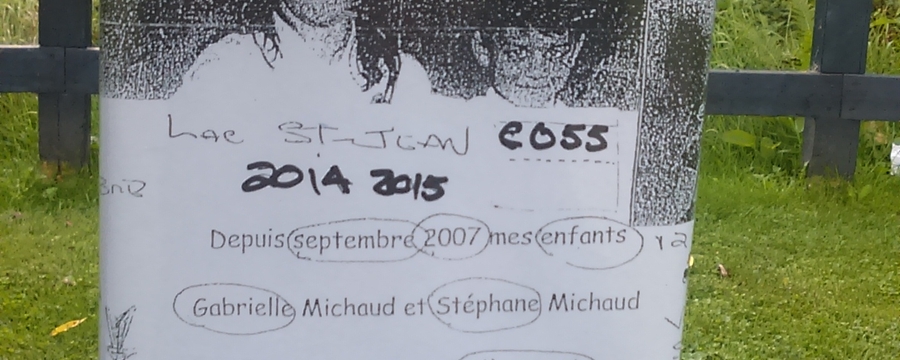 Lac ST-JEAN COSS
2014 2015
Depuis septembre 2007 mes enfants
Gabrielle Michaud et Stéphane Michaud